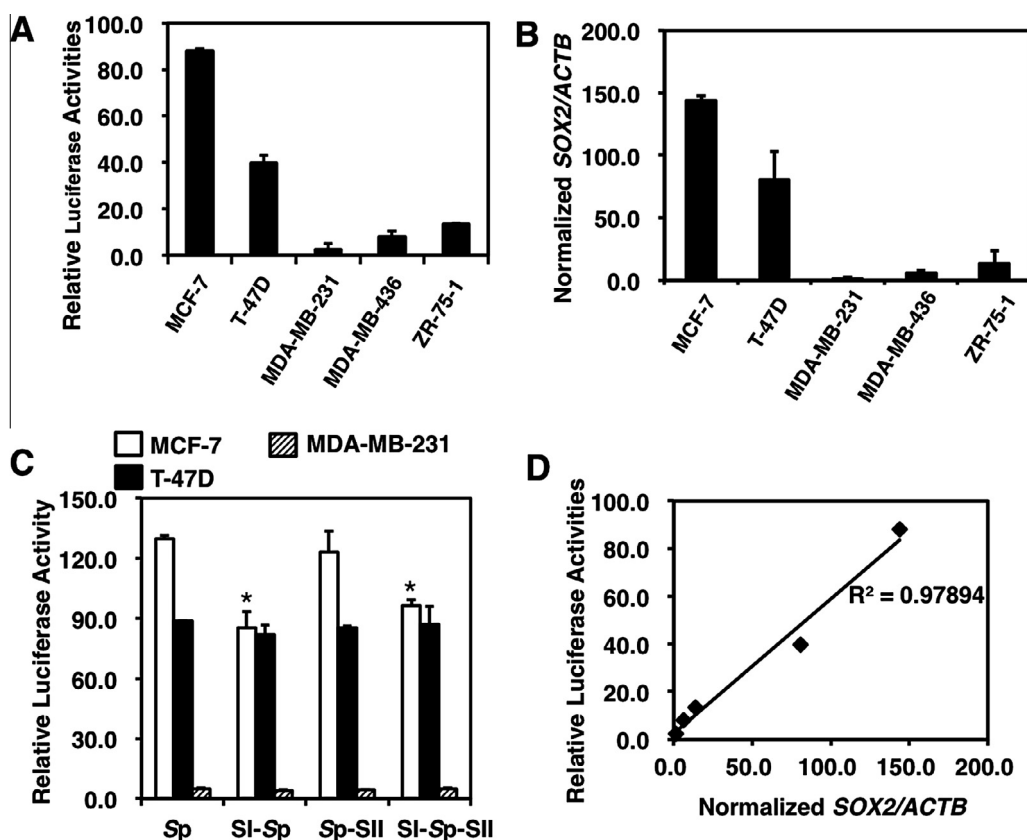 A
Relative Luciferase Activities
100.0
80.0
60.0
40.0
20.0
0.0
MCF-7
T-47D
MDA-MB-231
MDA-MB-436
ZR-75-1
B
Normalized SOX2/ACTB
200.0
150.0
100.0
50.0
0.0
MCF-7
T-47D
MDA-MB-231
MDA-MB-436
ZR-75-1
C
MCF-7
MDA-MB-231
T-47D
Relative Luciferase Activity
150.0
120.0
90.0
60.0
30.0
0.0
*
*
Sp
SI-Sp
Sp-SII
SI-Sp-SII
D
Relative Luciferase Activities
100.0
80.0
60.0
40.0
20.0
0.0
R² = 0.97894
0.0 50.0 100.0 150.0 200.0
Normalized SOX2/ACTB